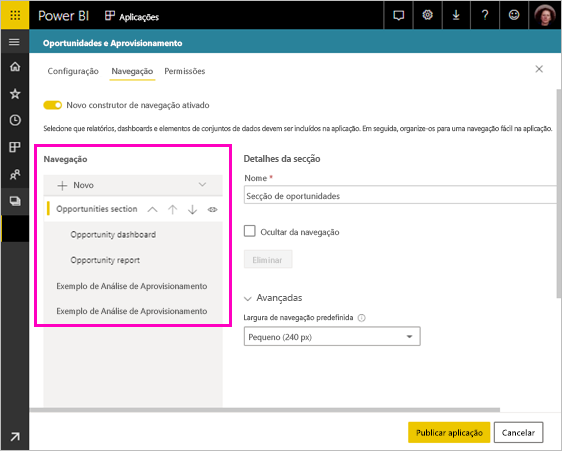 Power BI
Aplicações
Oportunidades e Aprovisionamento
Configuração
Navegação
Permissões
Novo construtor de navegação ativado
Selecione que relatórios, dashboards e elementos de conjuntos de dados devem ser incluídos na aplicação. Em seguida, organize-os para uma navegação fácil na aplicação.
Navegação
Novo
Opportunities section
Opportunity dashboard
Opportunity report
Exemplo de Análise de Aprovisionamento
Exemplo de Análise de Aprovisionamento
Detalhes da secção
Nome *
Secção de oportunidades
Ocultar da navegação
Eliminar
Avançadas
Largura de navegação predefinida
Pequeno (240 px)
Publicar aplicação
Cancelar